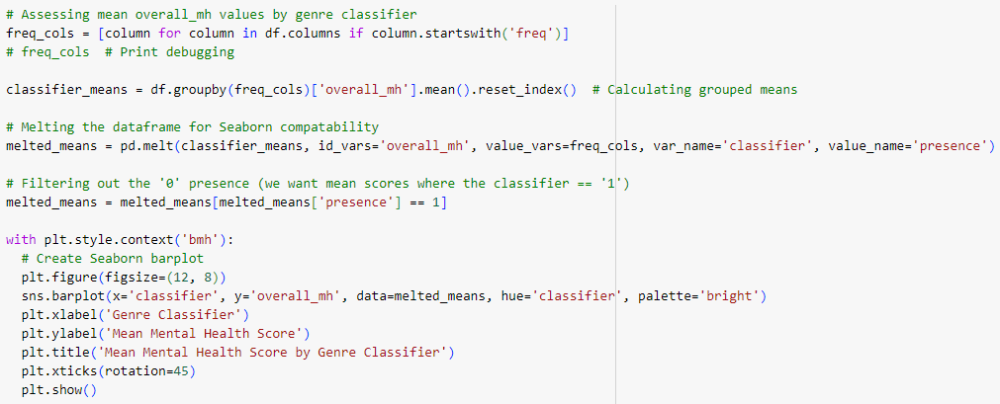 # Assessing mean overall_mh values by genre classifier
freq_cols = [column for column in df.columns if column.startswith('freq')]
# freq_cols  # Print debugging

classifier_means = df.groupby(freq_cols)['overall_mh'].mean().reset_index()  # Calculating grouped means

# Melting the dataframe for Seaborn compatability
melted_means = pd.melt(classifier_means, id_vars='overall_mh', value_vars=freq_cols, var_name='classifier', value_name='presence')

# Filtering out the '0' presence (we want mean scores where the classifier == '1')
melted_means = melted_means[melted_means['presence'] == 1]

with plt.style.context('bmh'):
  # Create Seaborn barplot
  plt.figure(figsize=(12, 8))
  sns.barplot(x='classifier', y='overall_mh', data=melted_means, hue='classifier', palette='bright')
  plt.xlabel('Genre Classifier')
  plt.ylabel('Mean Mental Health Score')
  plt.title('Mean Mental Health Score by Genre Classifier')
  plt.xticks(rotation=45)
  plt.show()